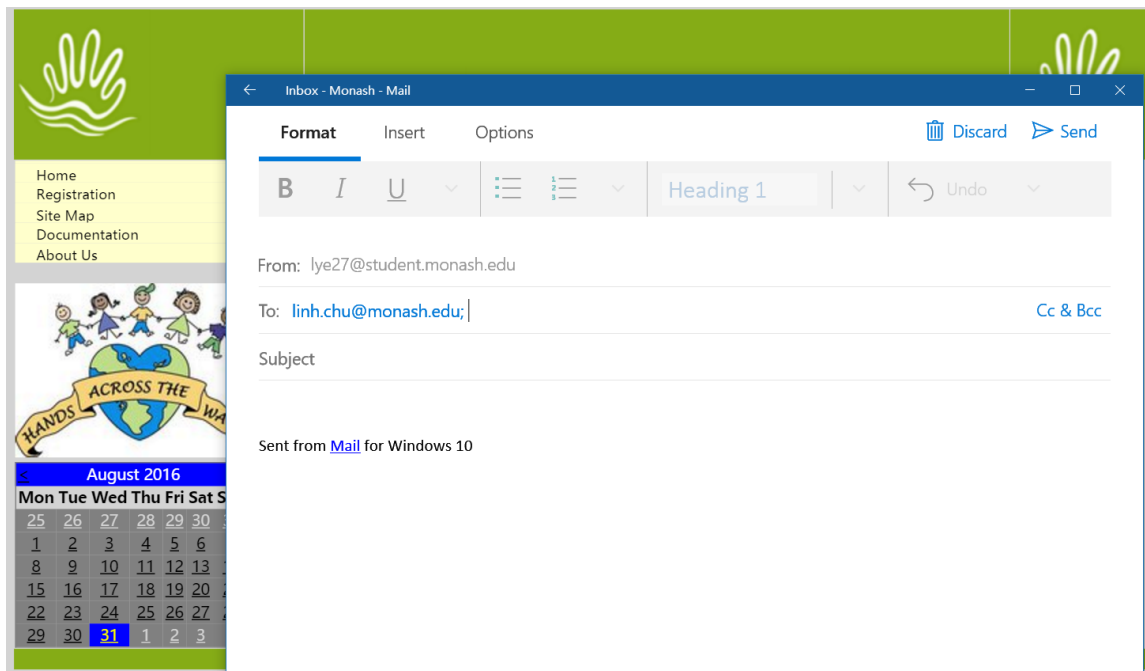 Inbox - Monash - Mail
Format Insert Options Discard Send
B I U Heading 1 Undo
From: lye27@student.monash.edu
To: linh.chu@monash.edu; Cc & Bcc
Subject
Sent from Mail for Windows 10
Home
Registration
Site Map
Documentation
About Us
HANDS ACROSS THE WA
< August 2016
Mon Tue Wed Thu Fri Sat S
25 26 27 28 29 30
1 2 3 4 5 6
8 9 10 11 12 13
15 16 17 18 19 20
22 23 24 25 26 27
29 30 31 1 2 3